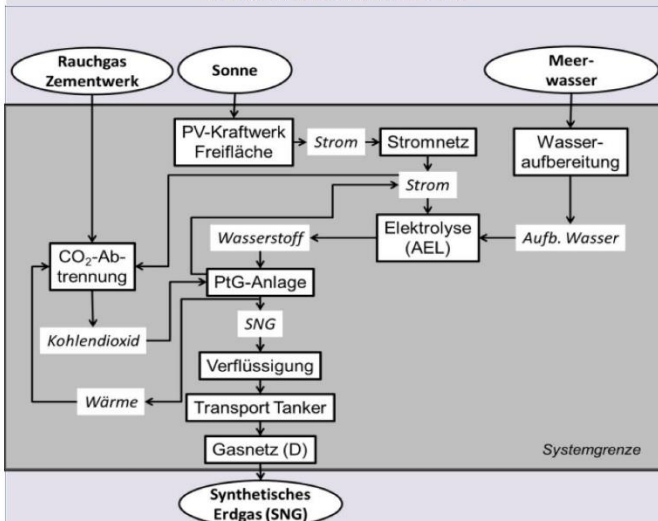 Rauchgas
Zementwerk
Sonne
Meer-
wasser
PV-Kraftwerk
Freifläche
Strom
Stromnetz
Wasser-
aufbereitung
Strom
CO₂-Ab-
trennung
Wasserstoff
Elektrolyse
(AEL)
Aufb. Wasser
PtG-Anlage
Kohlendioxid
SNG
Verflüssigung
Wärme
Transport Tanker
Gasnetz (D)
Systemgrenze
Synthetisches
Erdgas (SNG)